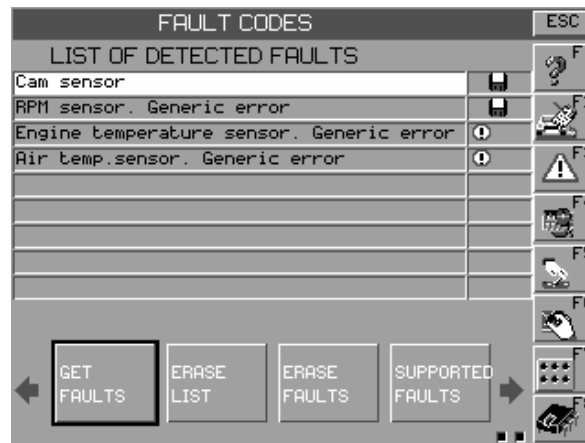 FAULT CODES
ESC
LIST OF DETECTED FAULTS
Cam sensor
RPM sensor. Generic error
Engine temperature sensor. Generic error
Air temp.sensor. Generic error
GET
FAULTS
ERASE
LIST
ERASE
FAULTS
SUPPORTED
FAULTS